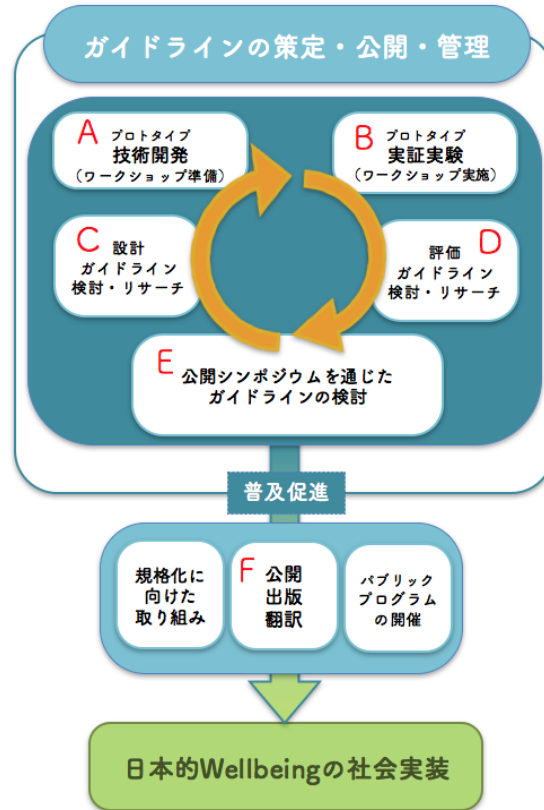 ガイドラインの策定・公開・管理
A プロトタイプ
技術開発
（ワークショップ準備）
B プロトタイプ
実証実験
（ワークショップ実施）
C 設計
ガイドライン
検討・リサーチ
評価 D
ガイドライン
検討・リサーチ
E 公開シンポジウムを通じた
ガイドラインの検討
普及促進
規格化に
向けた
取り組み
F 公開
出版
翻訳
パブリック
プログラム
の開催
日本的Wellbeingの社会実装